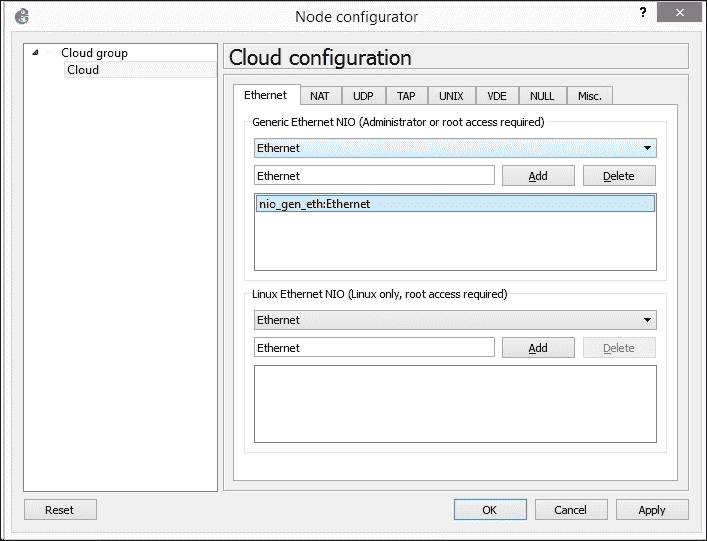 Node configurator
? ×
Cloud group
Cloud
Cloud configuration
Ethernet NAT UDP TAP UNIX VDE NULL Misc.
Generic Ethernet NIO (Administrator or root access required)
Ethernet
Ethernet Add Delete
nio_gen_eth:Ethernet
Linux Ethernet NIO (Linux only, root access required)
Ethernet
Ethernet Add Delete
Reset OK Cancel Apply